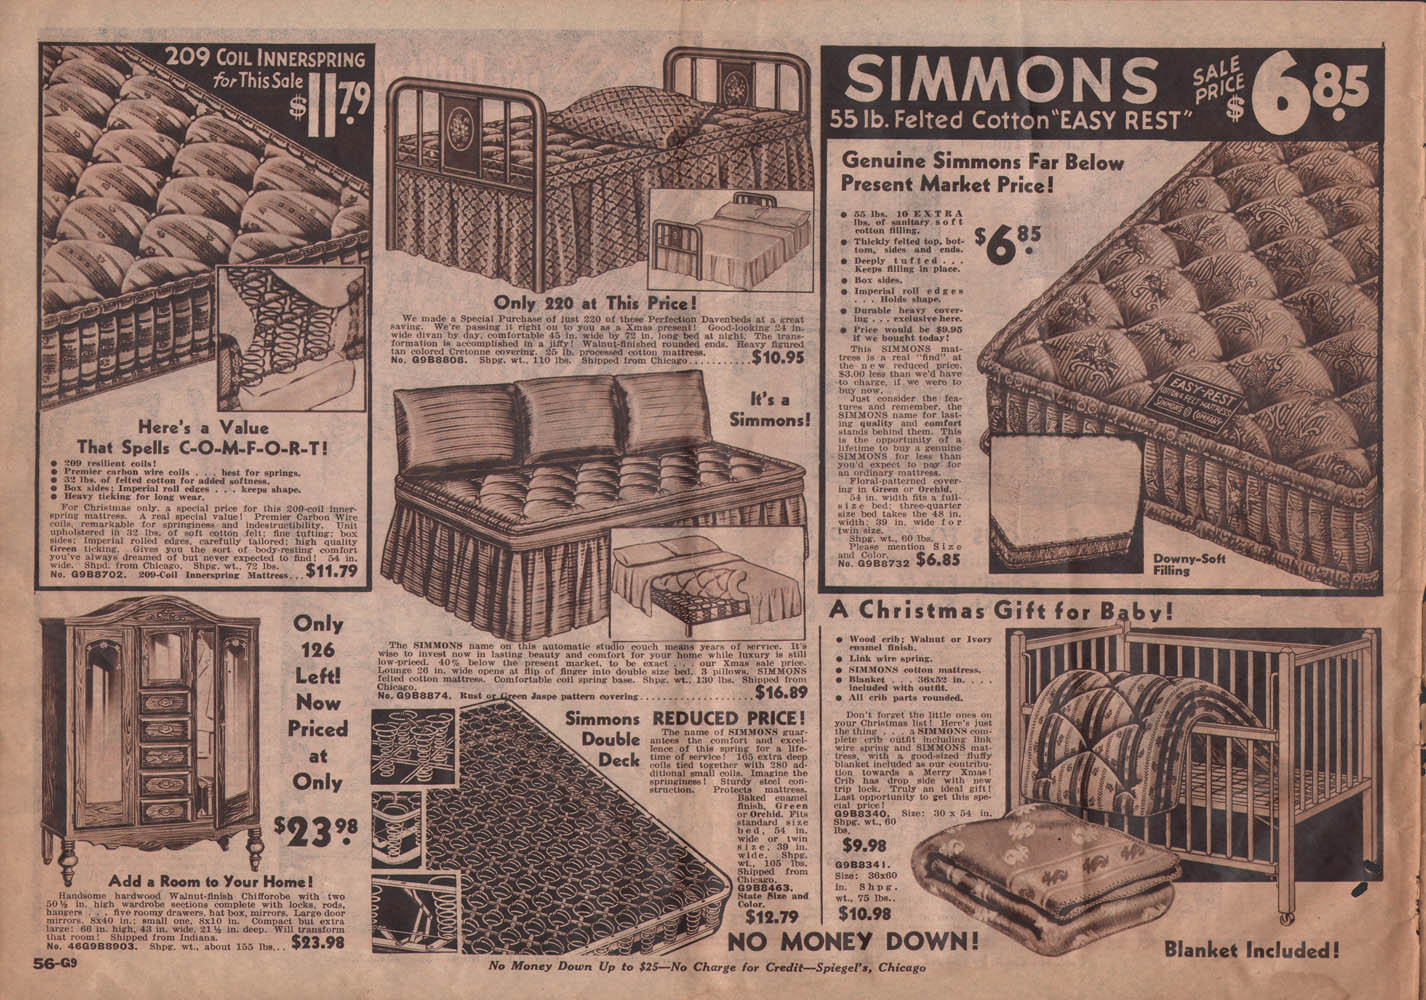 209 COIL INNERSPRING
for This Sale
$11.79
Here's a Value
That Spells C-O-M-F-O-R-T!
● 209 resilient coils!
● Premier carbon wire coils . . . best for springs.
● 32 lbs. of felted cotton for added softness.
● Box sides; Imperial roll edges . . . keeps shape.
● Heavy ticking for long wear.
For Christmas only, a special price for this 209-coil inner-
spring mattress. A real special value! Premier Carbon Wire
coils, remarkable for springiness and indestructibility. Unit
upholstered in 32 lbs. of soft cotton felt; fine tufting; box
sides; Imperial rolled edges, carefully tailored; high quality
Green ticking. Gives you the sort of body-resting comfort
you've always dreamed of but never expected to find! 54 in.
wide. Shpd. from Chicago. Shpg. wt., 72 lbs.
No. G9B8702. 209-Coil Innerspring Mattress... $11.79
Only 220 at This Price!
We made a Special Purchase of just 220 of these Perfection Davenbeds at a great
saving. We're passing it right on to you as a Xmas present! Good-looking 24 in.
wide divan by day, comfortable 45 in. wide by 72 in. long bed at night. The trans-
formation is accomplished in a jiffy! Walnut-finished rounded ends. Heavy figured
tan colored Cretonne covering. 25 lb. processed cotton mattress.
No. G9B8808. Shpg. wt., 110 lbs. Shipped from Chicago........... $10.95
It's a
Simmons!
The SIMMONS name on this automatic studio couch means years of service. It's
wise to invest now in lasting beauty and comfort for your home while luxury is still
low-priced. 40% below the present market, to be exact . . . our Xmas sale price.
Lounge 26 in. wide opens at flip of finger into double size bed. 3 pillows. SIMMONS
felted cotton mattress. Comfortable coil spring base. Shpg. wt., 130 lbs. Shipped from
Chicago.
No. G9B8874. Rust or Green Jaspe pattern covering................. $16.89
SIMMONS
SALE
PRICE
$6.85
55 lb. Felted Cotton "EASY REST"
Genuine Simmons Far Below
Present Market Price!
● 55 lbs. 10 EXTRA
lbs. of sanitary soft
cotton filling.
● Thickly felted top, bot-
tom, sides and ends.
● Deeply tufted . . .
Keeps filling in place.
● Box sides.
● Imperial roll edges
. . . Holds shape.
● Durable heavy cover-
ing . . . exclusive here.
● Price would be $9.95
if we bought today!
$6.85
This SIMMONS mat-
tress is a real "find" at
the new reduced price.
$3.00 less than we'd have
to charge, if we were to
buy now.
Just consider the fea-
tures and remember, the
SIMMONS name for last-
ing quality and comfort
stands behind them. This
is the opportunity of a
lifetime to buy a genuine
SIMMONS for less than
you'd expect to pay for
an ordinary mattress.
Floral-patterned cover-
ing in Green or Orchid.
54 in. width fits a full-
size bed; three-quarter
size bed takes the 48 in.
width; 39 in. wide for
twin size.
Shpg. wt., 60 lbs.
Please mention Size
and Color.
No. G9B8732 $6.85
EASY REST
COTTON & FELT MATTRESS
SIMMONS COMPANY
Downy-Soft
Filling
Only
126
Left!
Now
Priced
at
Only
$23.98
Add a Room to Your Home!
Handsome hardwood Walnut-finish Chifforobe with two
50½ in. high wardrobe sections complete with locks, rods,
hangers . . . five roomy drawers, hat box, mirrors. Large door
mirrors, 8x40 in.; small one, 8x10 in. Compact but extra
large: 66 in. high, 43 in. wide, 21½ in. deep. Will transform
that room! Shipped from Indiana.
No. 46G9B8903. Shpg. wt., about 155 lbs... $23.98
Simmons
Double
Deck
REDUCED PRICE!
The name of SIMMONS guar-
antees the comfort and excel-
lence of this spring for a life-
time of service! 165 extra deep
coils tied together with 280 ad-
ditional small coils. Imagine the
springiness! Sturdy steel con-
struction. Protects mattress.
Baked enamel
finish, Green
or Orchid. Fits
standard size
bed, 54 in.
wide or twin
size, 39 in.
wide. Shpg.
wt., 105 lbs.
Shipped from
Chicago.
G9B8463.
State Size and
Color.
$12.79
NO MONEY DOWN!
A Christmas Gift for Baby!
● Wood crib; Walnut or Ivory
enamel finish.
● Link wire spring.
● SIMMONS cotton mattress.
● Blanket . . . 36x52 in. . . .
included with outfit.
● All crib parts rounded.
Don't forget the little ones on
your Christmas list! Here's just
the thing . . . a SIMMONS com-
plete crib outfit including link
wire spring and SIMMONS mat-
tress, with a good-sized fluffy
blanket included as our contribu-
tion towards a Merry Xmas!
Crib has drop side with new
trip lock. Truly an ideal gift!
Last opportunity to get this spe-
cial price!
G9B8340. Size: 30 x 54 in.
Shpg. wt., 60
lbs.
$9.98
G9B8341.
Size: 36x60
in. Shpg.
wt., 75 lbs..
$10.98
Blanket Included!
56-G9
No Money Down Up to $25—No Charge for Credit—Spiegel's, Chicago